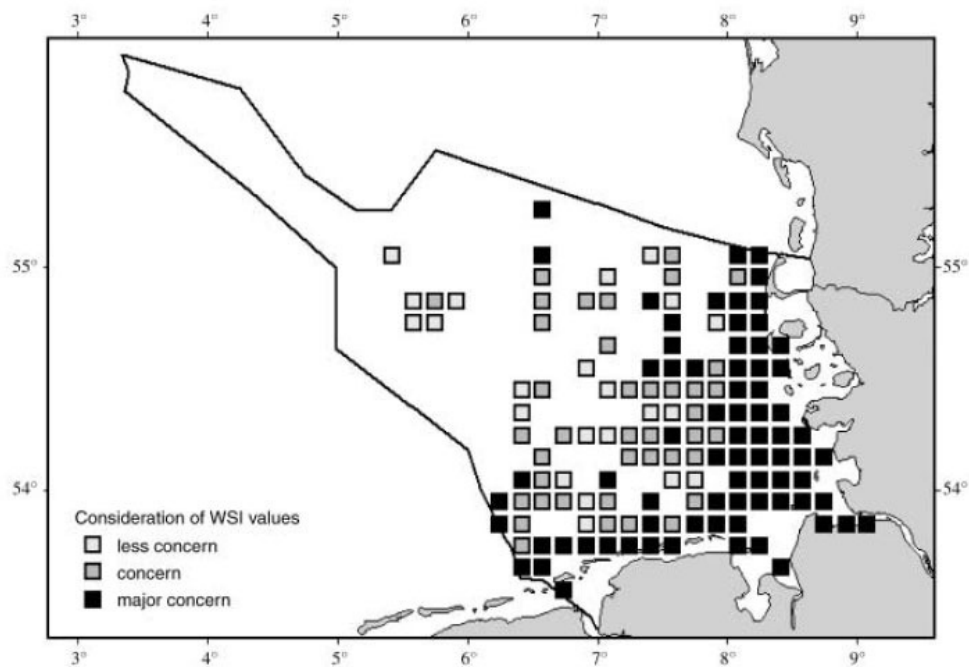 3° 4° 5° 6° 7° 8° 9°
55° 55°
54° 54°
Consideration of WSI values
less concern
concern
major concern
3° 4° 5° 6° 7° 8° 9°